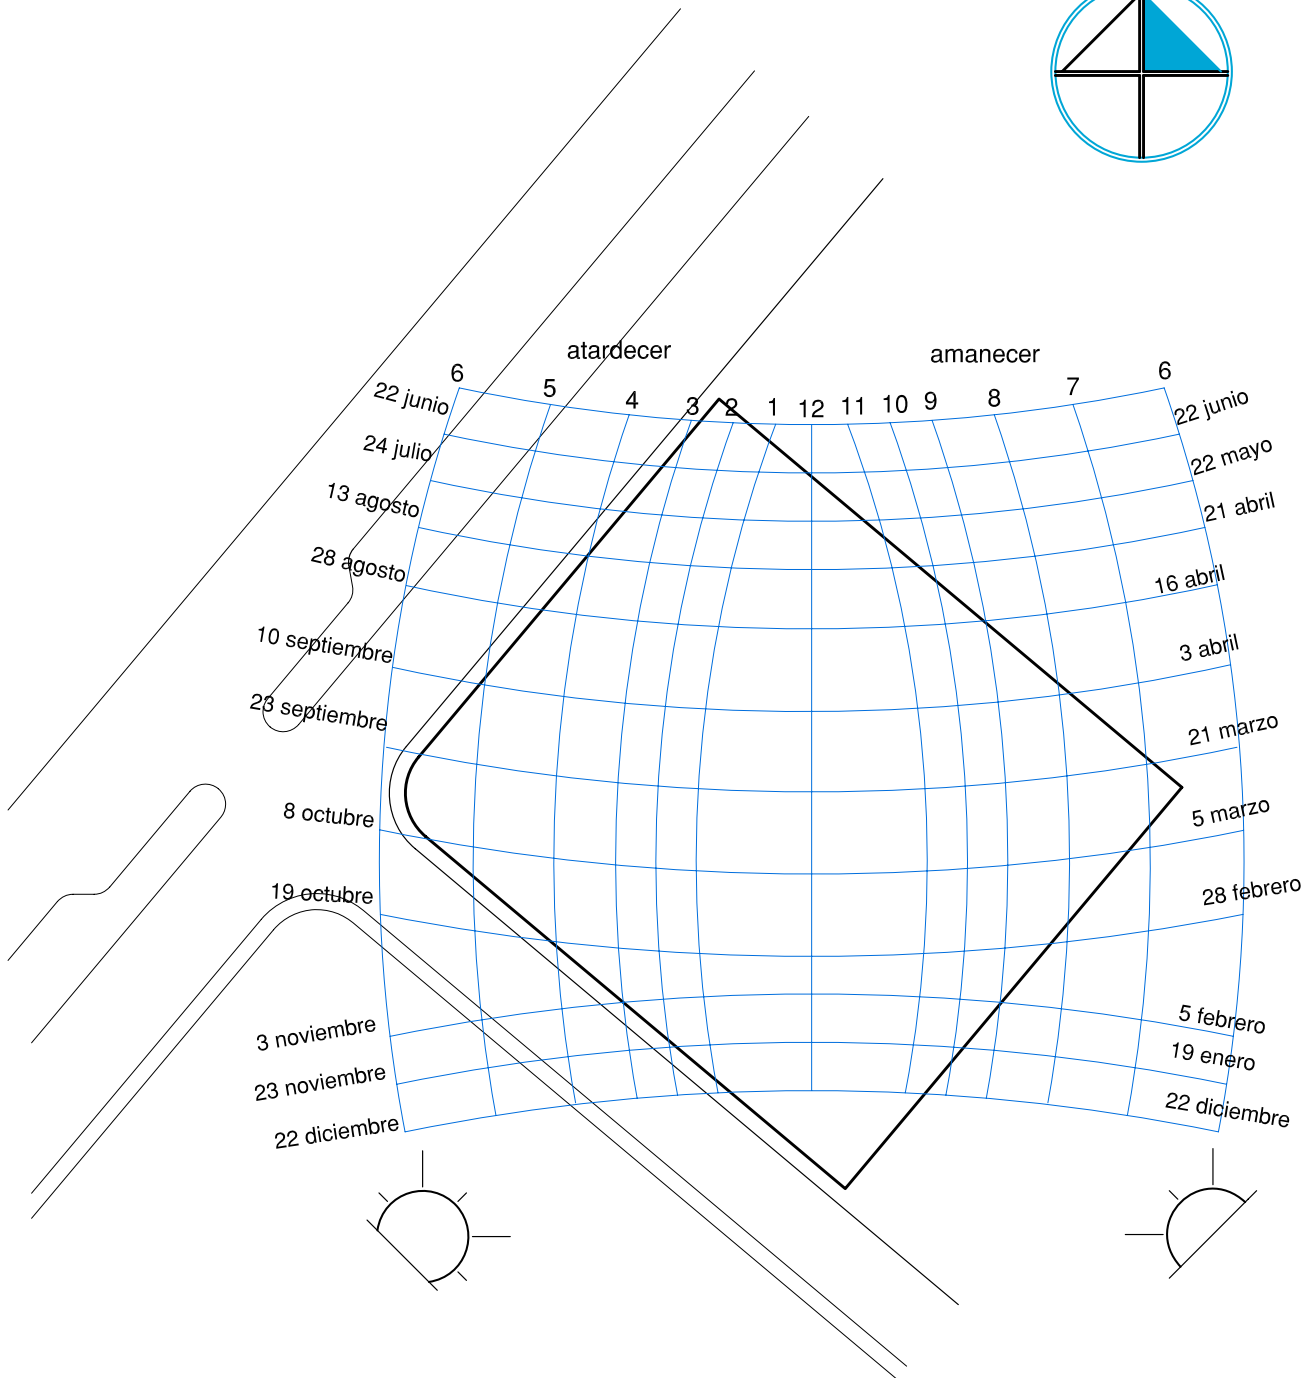 atardecer
amanecer
6 5 4 3 2 1 12 11 10 9 8 7 6
22 junio
24 julio
13 agosto
28 agosto
10 septiembre
23 septiembre
8 octubre
19 octubre
3 noviembre
23 noviembre
22 diciembre
22 junio
22 mayo
21 abril
16 abril
3 abril
21 marzo
5 marzo
28 febrero
5 febrero
19 enero
22 diciembre